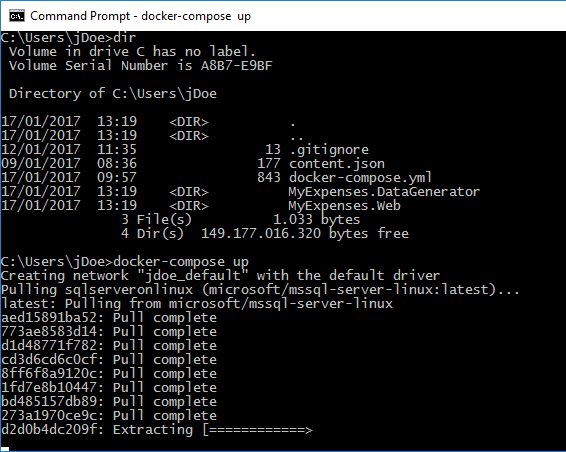 Command Prompt - docker-compose up
C:\Users\jDoe>dir
 Volume in drive C has no label.
 Volume Serial Number is A8B7-E9BF

 Directory of C:\Users\jDoe

17/01/2017  13:19    <DIR>          .
17/01/2017  13:19    <DIR>          ..
12/01/2017  11:35                13 .gitignore
09/01/2017  08:36               177 content.json
17/01/2017  09:57               843 docker-compose.yml
17/01/2017  13:19    <DIR>          MyExpenses.DataGenerator
17/01/2017  13:19    <DIR>          MyExpenses.Web
               3 File(s)          1.033 bytes
               4 Dir(s)  149.177.016.320 bytes free

C:\Users\jDoe>docker-compose up
Creating network "jdoe_default" with the default driver
Pulling sqlserveronlinux (microsoft/mssql-server-linux:latest)...
latest: Pulling from microsoft/mssql-server-linux
aed15891ba52: Pull complete
773ae8583d14: Pull complete
d1d48771f782: Pull complete
cd3d6cd6c0cf: Pull complete
8ff6f8a9120c: Pull complete
1fd7e8b10447: Pull complete
bd485157db89: Pull complete
273a1970ce9c: Pull complete
d2d0b4dc209f: Extracting [============>